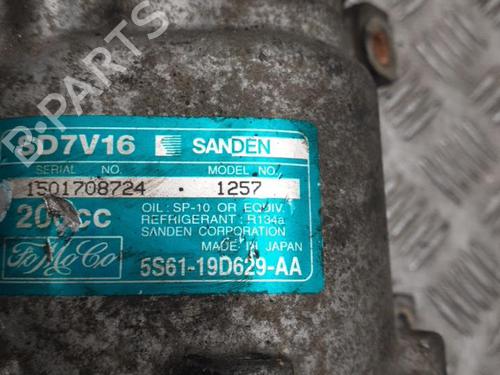 B-PARTS
SD7V16 SANDEN
SERIAL NO. NO.
1501708724 . 1257
OIL: SP-10 OR EQUIV.
REFRIGERANT: R134a
SANDEN CORPORATION
MADE IN JAPAN
FoMoCo
5S61-19D629-AA